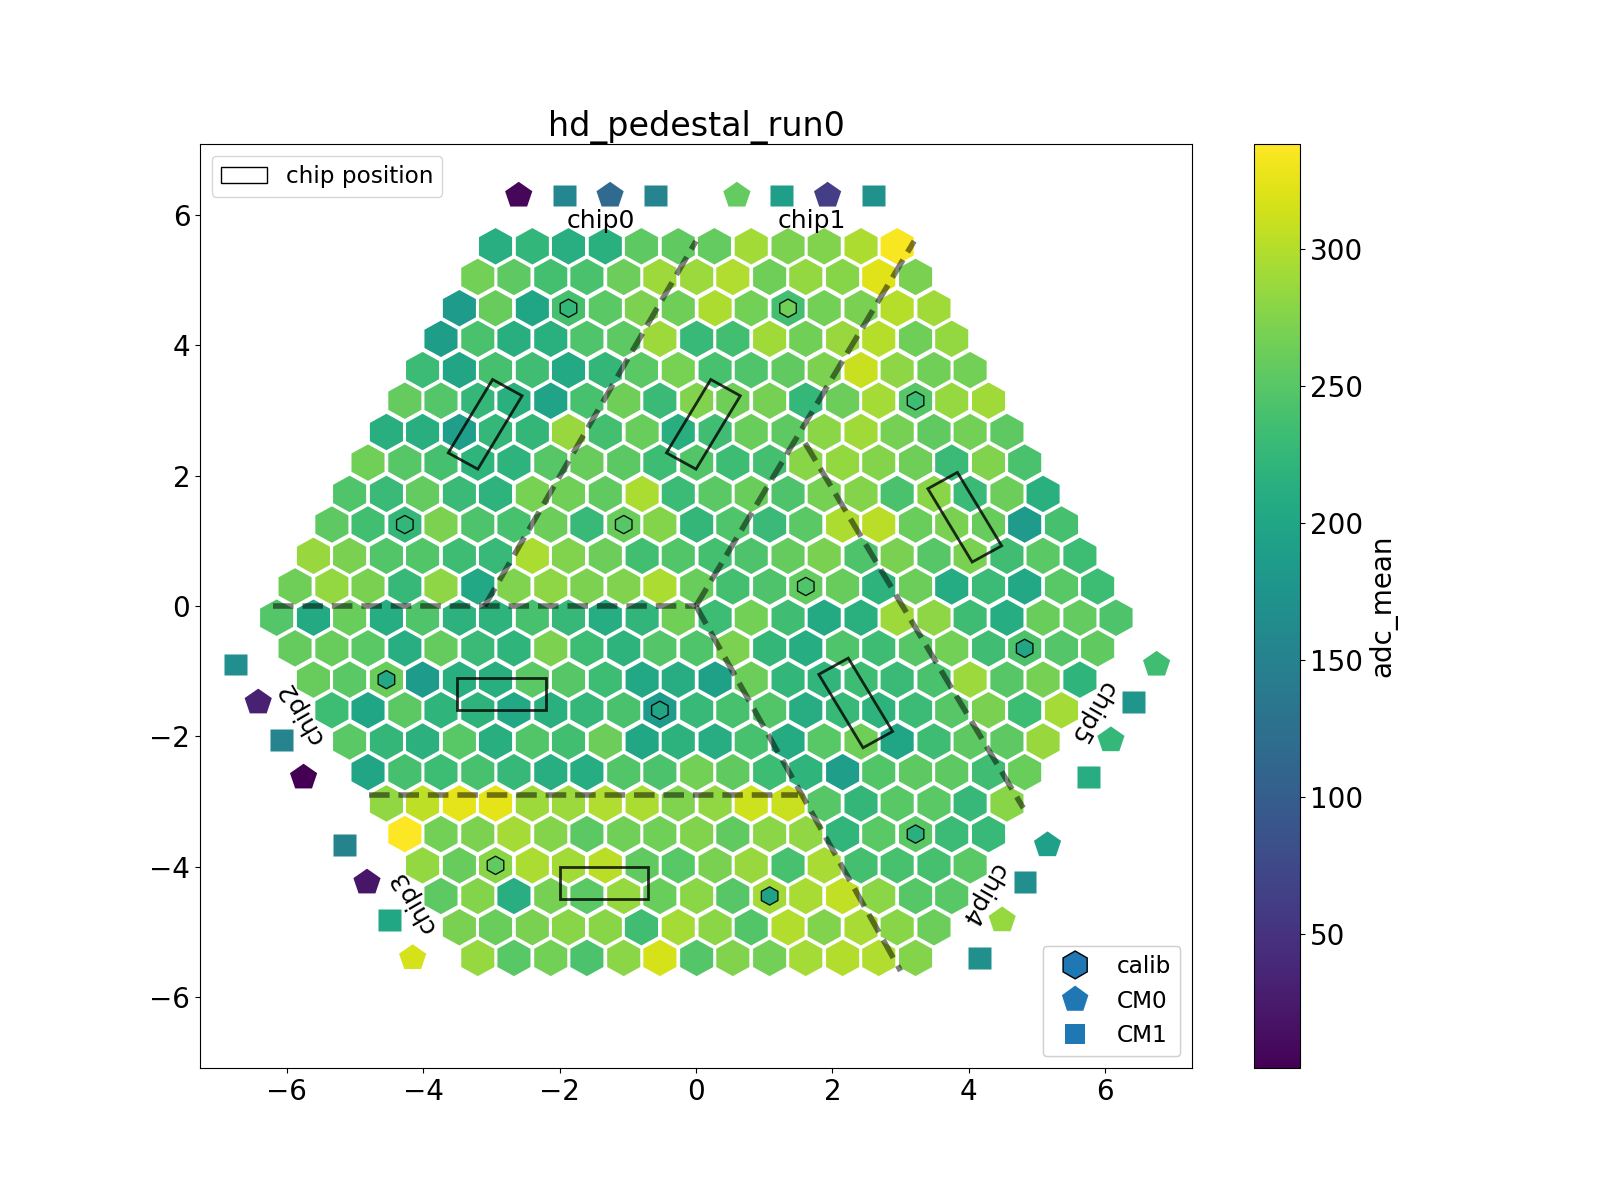 hd_pedestal_run0
chip position
chip0
chip1
chip2
chip3
chip4
chip5
6
4
2
0
−2
−4
−6
−6
−4
−2
0
2
4
6
calib
CM0
CM1
300
250
200
150
100
50
adc_mean